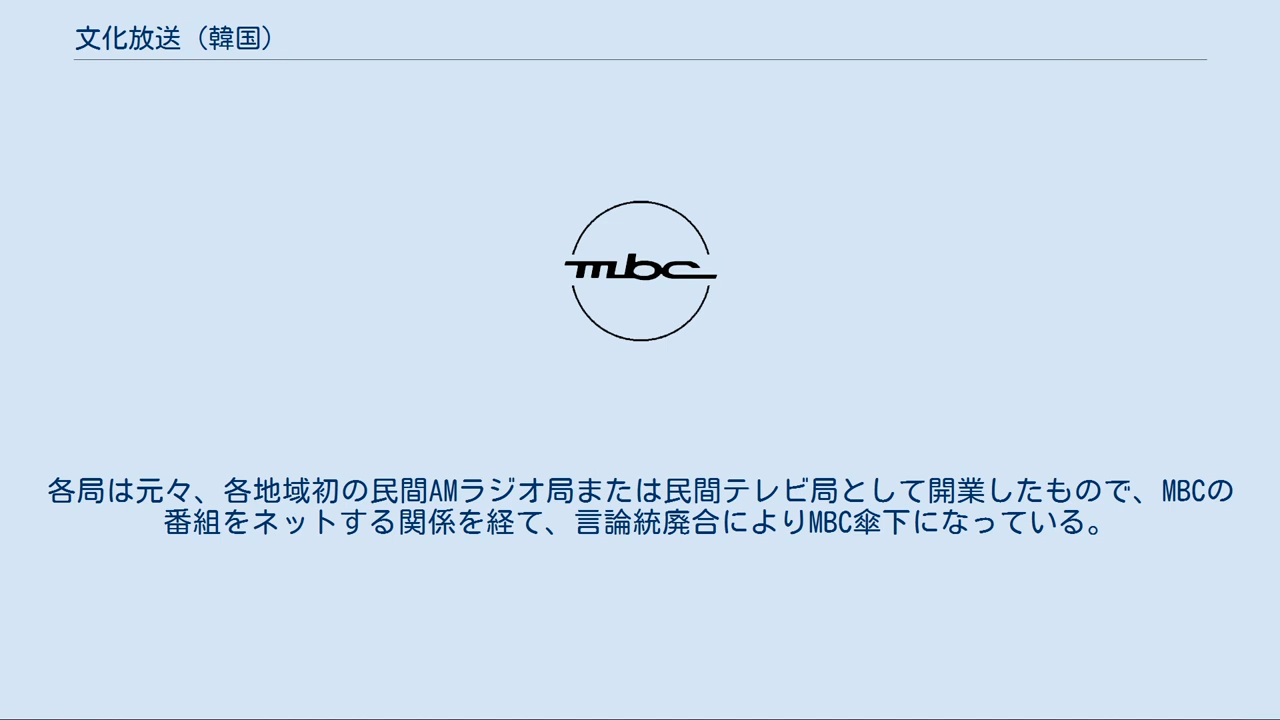 文化放送（韓国）
mbc
各局は元々、各地域初の民間AMラジオ局または民間テレビ局として開業したもので、MBCの
番組をネットする関係を経て、言論統廃合によりMBC傘下になっている。